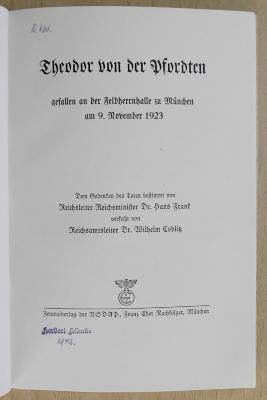 Theodor von der Pfordten
gefallen an der Feldherrnhalle zu München
am 9. November 1923
Dem Gedenken des Toten bestimmt von
Reichsleiter Reichsminister Dr. Hans Frank
verfaßt von
Reichsamtsleiter Dr. Wilhelm Coblitz
Zentralverlag der NSDAP., Franz Eher Nachfolger, München